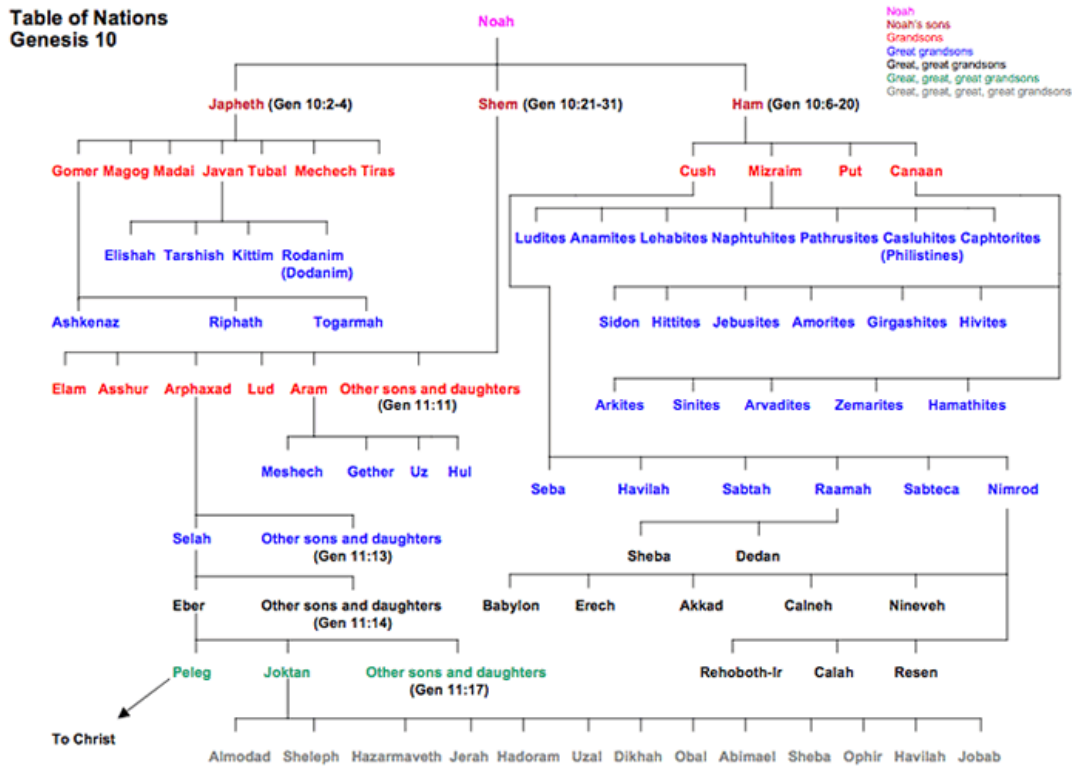 Table of Nations
Genesis 10
Noah
Noah
Noah's sons
Grandsons
Great grandsons
Great, great grandsons
Great, great, great grandsons
Great, great, great, great grandsons
Japheth (Gen 10:2-4) Shem (Gen 10:21-31) Ham (Gen 10:6-20)
Gomer Magog Madai Javan Tubal Mechech Tiras
Cush Mizraim Put Canaan
Ludites Anamites Lehabites Naphtuhites Pathrusites Casluhites Caphtorites
(Philistines)
Elishah Tarshish Kittim Rodanim
(Dodanim)
Ashkenaz Riphath Togarmah
Sidon Hittites Jebusites Amorites Girgashites Hivites
Elam Asshur Arphaxad Lud Aram Other sons and daughters
(Gen 11:11)
Arkites Sinites Arvadites Zemarites Hamathites
Meshech Gether Uz Hul
Seba Havilah Sabtah Raamah Sabteca Nimrod
Selah Other sons and daughters
(Gen 11:13)
Sheba Dedan
Eber Other sons and daughters
(Gen 11:14)
Babylon Erech Akkad Calneh Nineveh
Peleg Joktan Other sons and daughters
(Gen 11:17)
Rehoboth-Ir Calah Resen
To Christ
Almodad Sheleph Hazarmaveth Jerah Hadoram Uzal Dikhah Obal Abimael Sheba Ophir Havilah Jobab